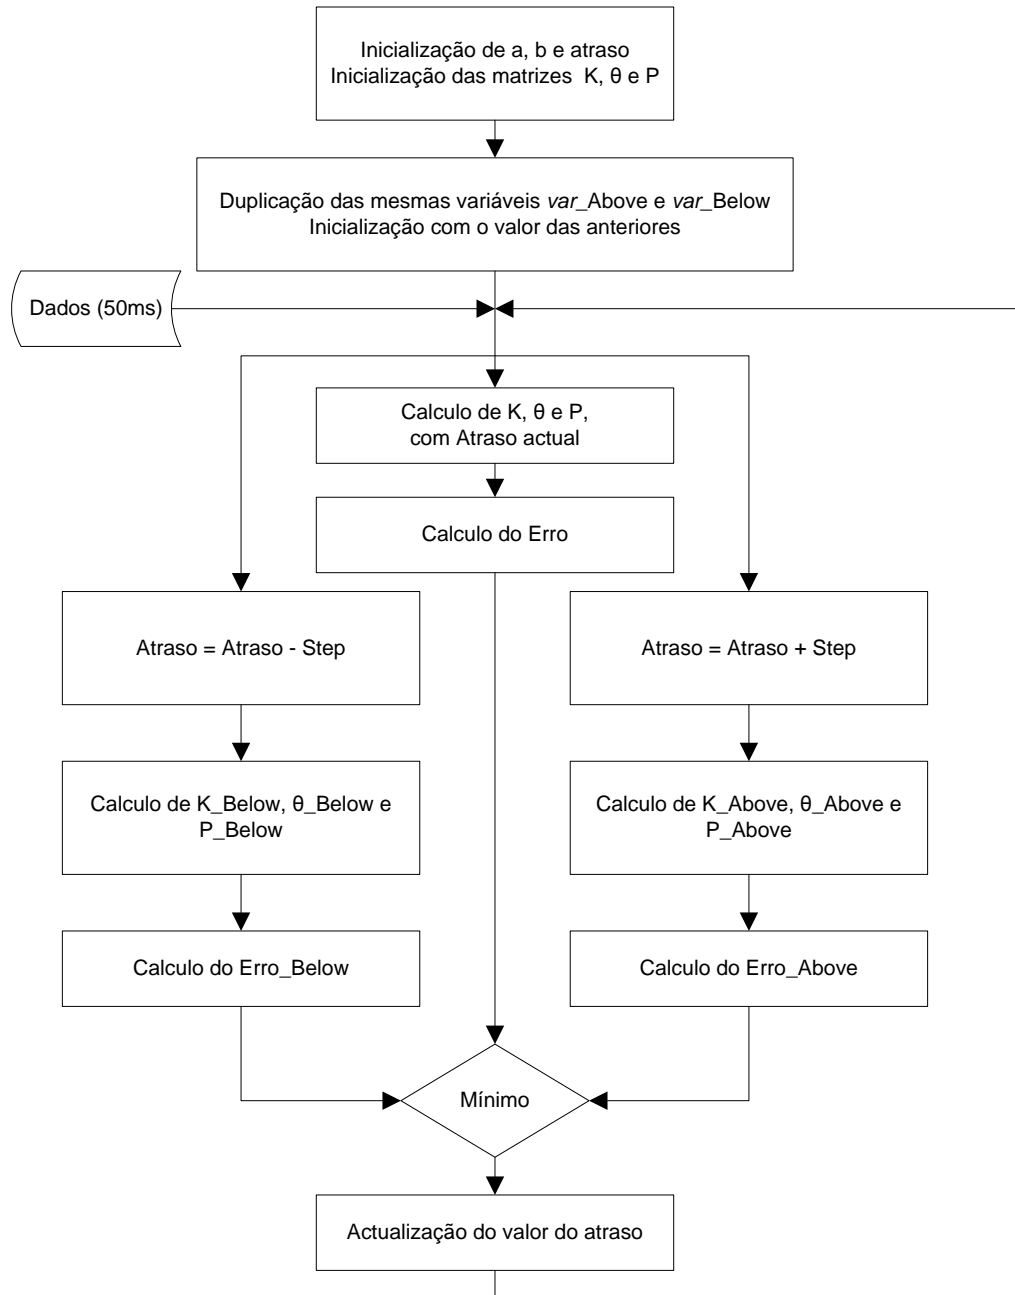 Inicialização de a, b e atraso
Inicialização das matrizes K, θ e P
Duplicação das mesmas variáveis var_Above e var_Below
Inicialização com o valor das anteriores
Dados (50ms)
Calculo de K, θ e P,
com Atraso actual
Calculo do Erro
Atraso = Atraso - Step
Atraso = Atraso + Step
Calculo de K_Below, θ_Below e
P_Below
Calculo de K_Above, θ_Above e
P_Above
Calculo do Erro_Below
Calculo do Erro_Above
Mínimo
Actualização do valor do atraso